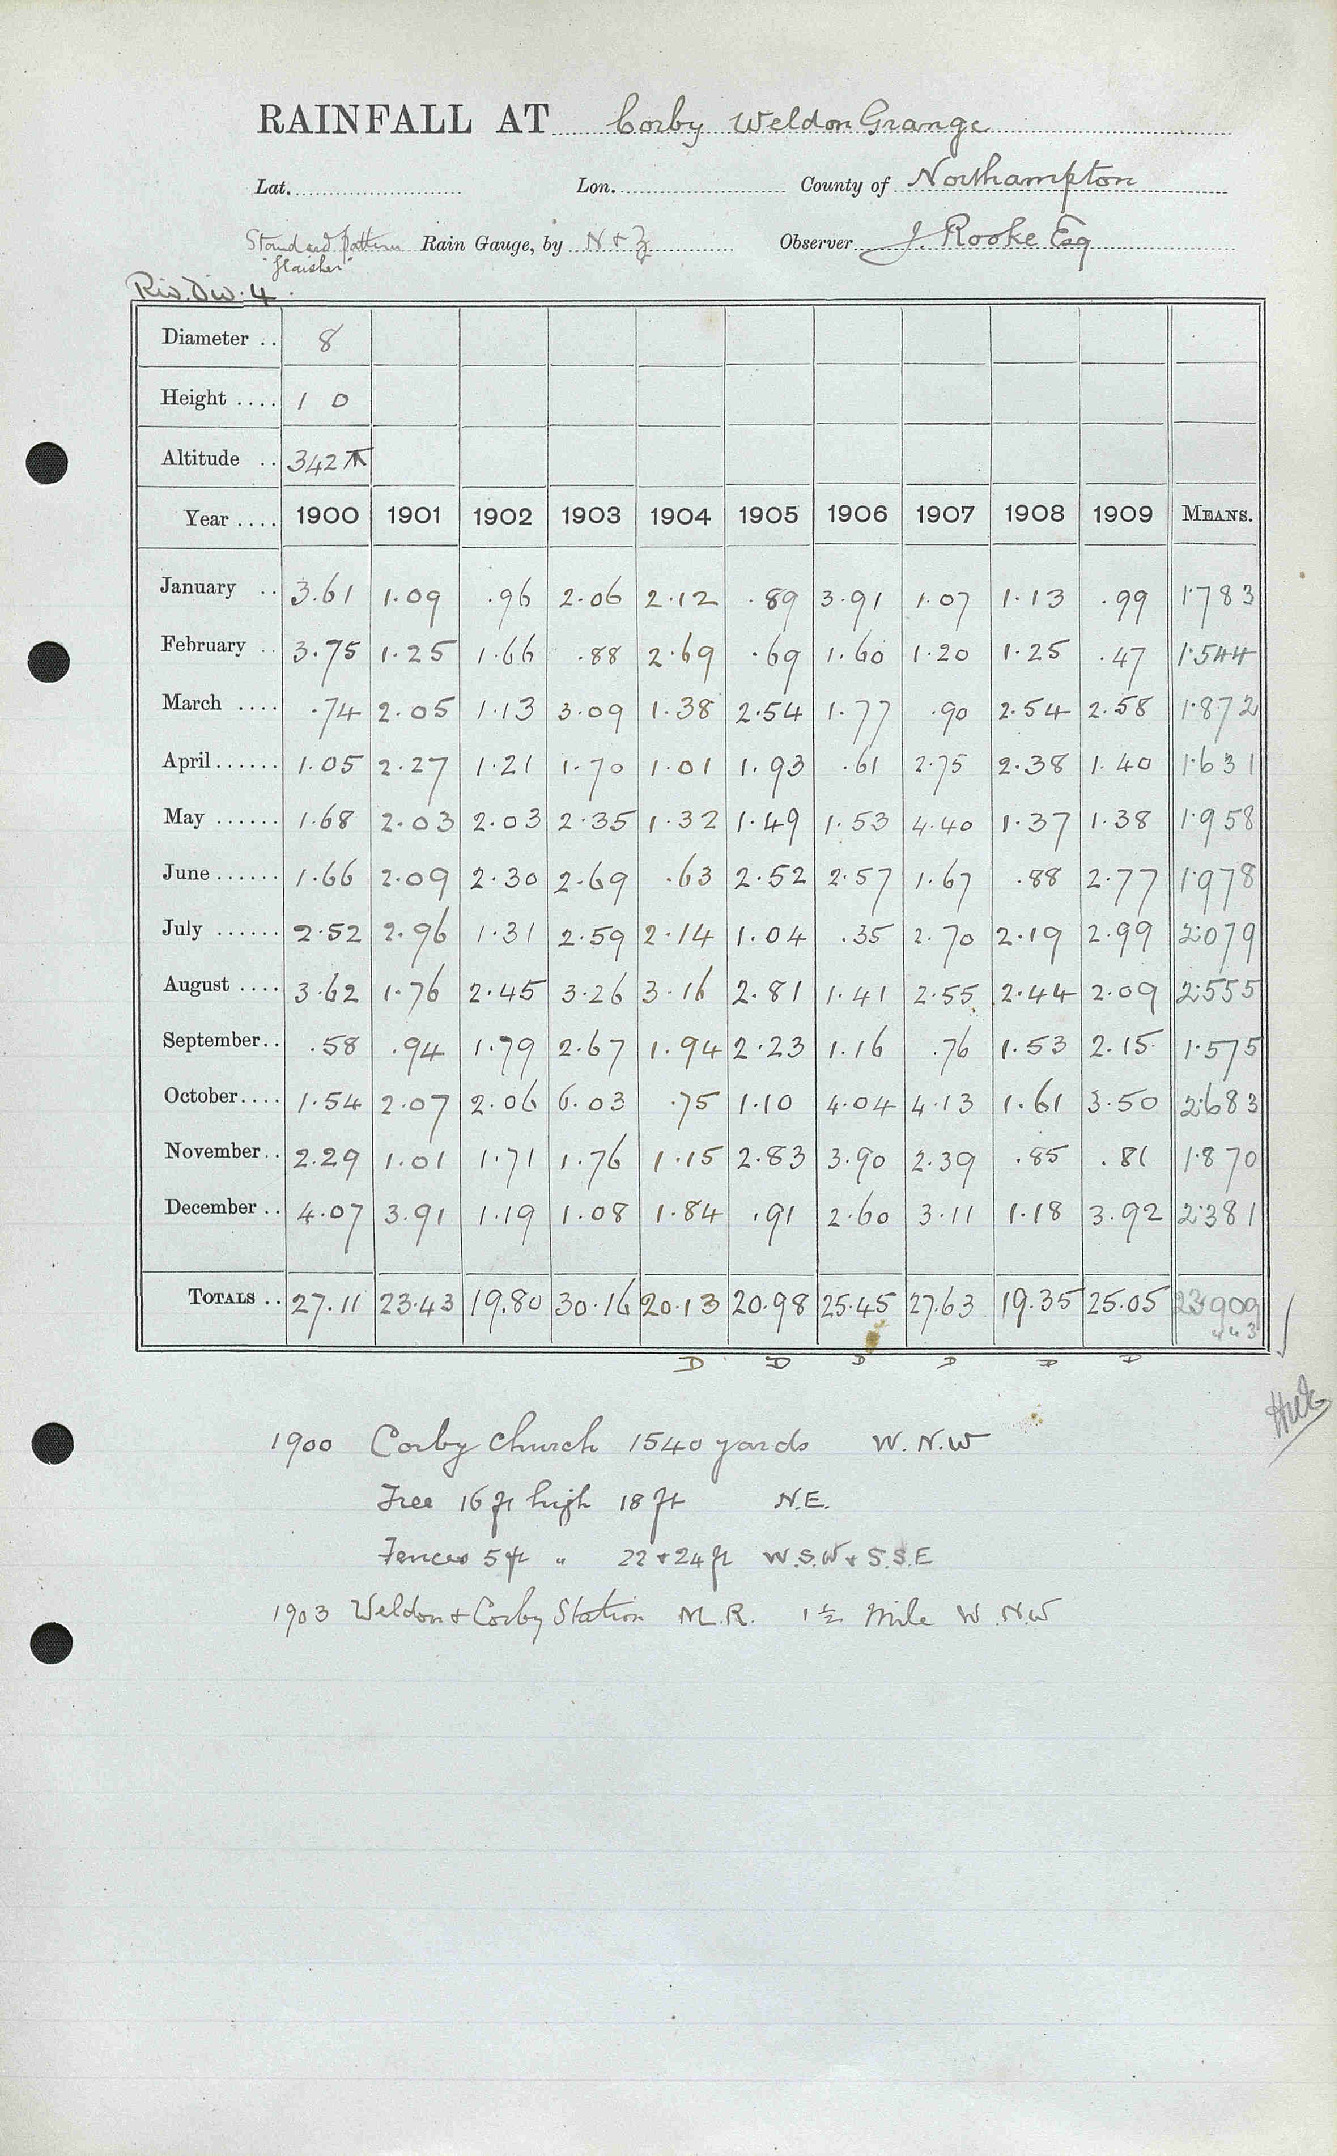 RAINFALL AT Corby Weldon Grange
Lat. Lon. County of Northampton
Standard pattern Rain Gauge, by N & Z Observer J. Rooke Esq
"Glaisher"
Riv. Div. 4
Diameter .. 8
Height .... 1 0
Altitude .. 342
Year .... 1900 1901 1902 1903 1904 1905 1906 1907 1908 1909 MEANS.
January .. 3.61 1.09 .96 2.06 2.12 .89 3.91 1.07 1.13 .99 1.783
February .. 3.75 1.25 1.66 .88 2.69 .69 1.60 1.20 1.25 .47 1.544
March .... .74 2.05 1.13 3.09 1.38 2.54 1.77 .90 2.54 2.58 1.872
April ...... 1.05 2.27 1.21 1.70 1.01 1.93 .61 2.75 2.38 1.40 1.631
May ...... 1.68 2.03 2.03 2.35 1.32 1.49 1.53 4.40 1.37 1.38 1.958
June ...... 1.66 2.09 2.30 2.69 .63 2.52 2.57 1.67 .88 2.77 1.978
July ...... 2.52 2.96 1.31 2.59 2.14 1.04 .35 2.70 2.19 2.99 2.079
August .... 3.62 1.76 2.45 3.26 3.16 2.81 1.41 2.55 2.44 2.09 2.555
September .. .58 .94 1.79 2.67 1.94 2.23 1.16 .76 1.53 2.15 1.575
October .... 1.54 2.07 2.06 6.03 .75 1.10 4.04 4.13 1.61 3.50 2.683
November .. 2.29 1.01 1.71 1.76 1.15 2.83 3.90 2.39 .85 .81 1.870
December .. 4.07 3.91 1.19 1.08 1.84 .91 2.60 3.11 1.18 3.92 2.381
TOTALS .. 27.11 23.43 19.80 30.16 20.13 20.98 25.45 27.63 19.35 25.05 23.909
D D D D D D
1900 Corby Church 1540 yards W.N.W
Tree 16 ft high 18 ft N.E.
Fences 5 ft " 22 & 24 ft W.S.W & S.S.E
1903 Weldon & Corby Station M.R. 1½ Mile W.N.W